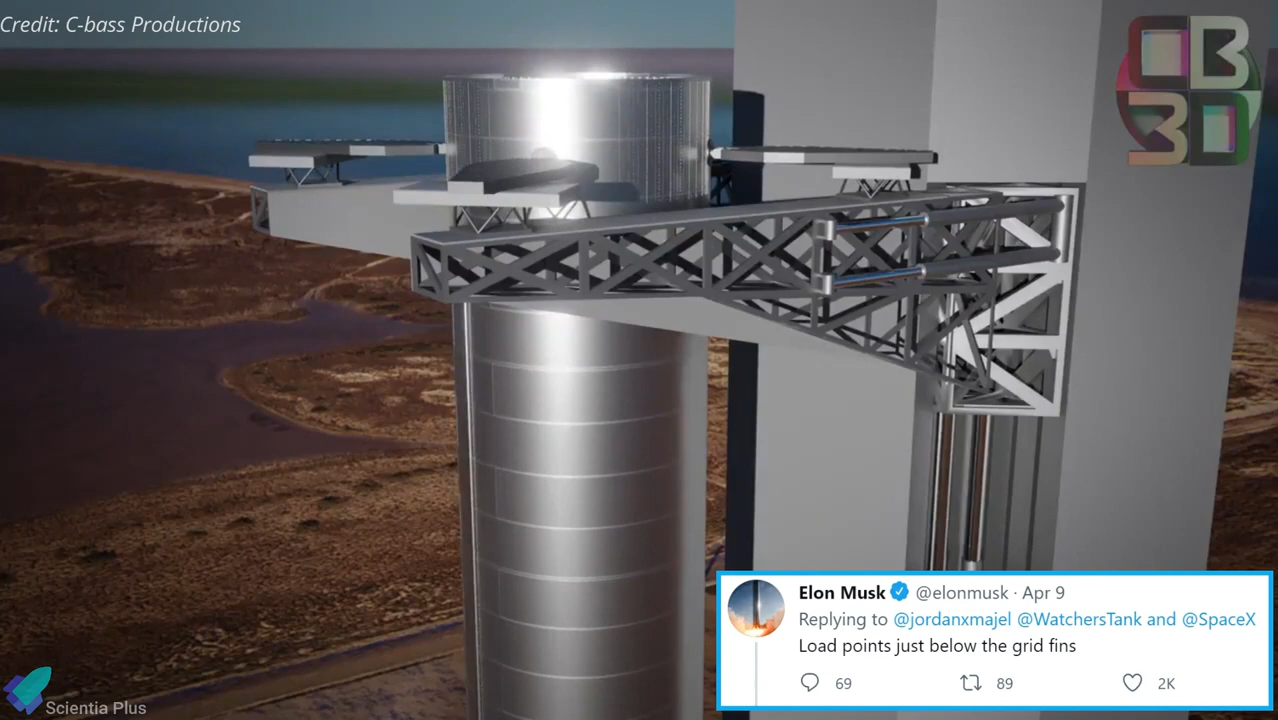 Credit: C-bass Productions
CB
3D
Elon Musk @elonmusk · Apr 9
Replying to @jordanxmajel @WatchersTank and @SpaceX
Load points just below the grid fins
69 89 2K
Scientia Plus